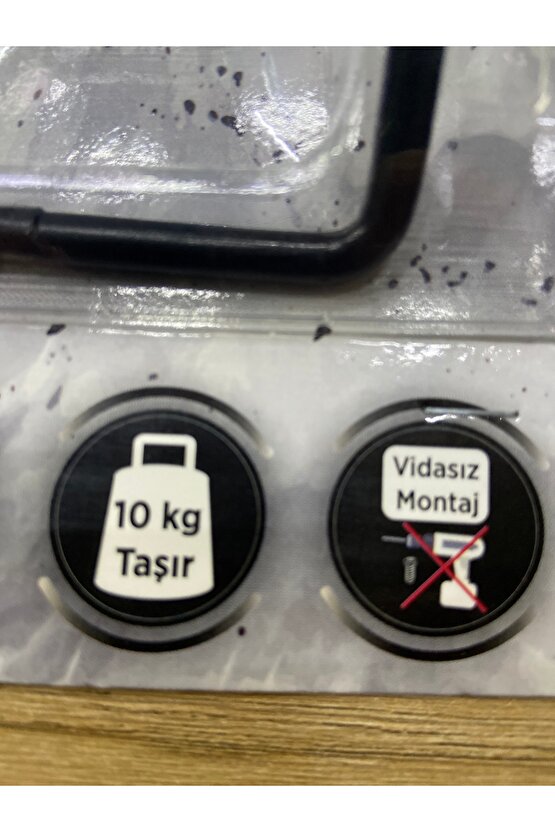 10 kg
Taşır
Vidasız
Montaj